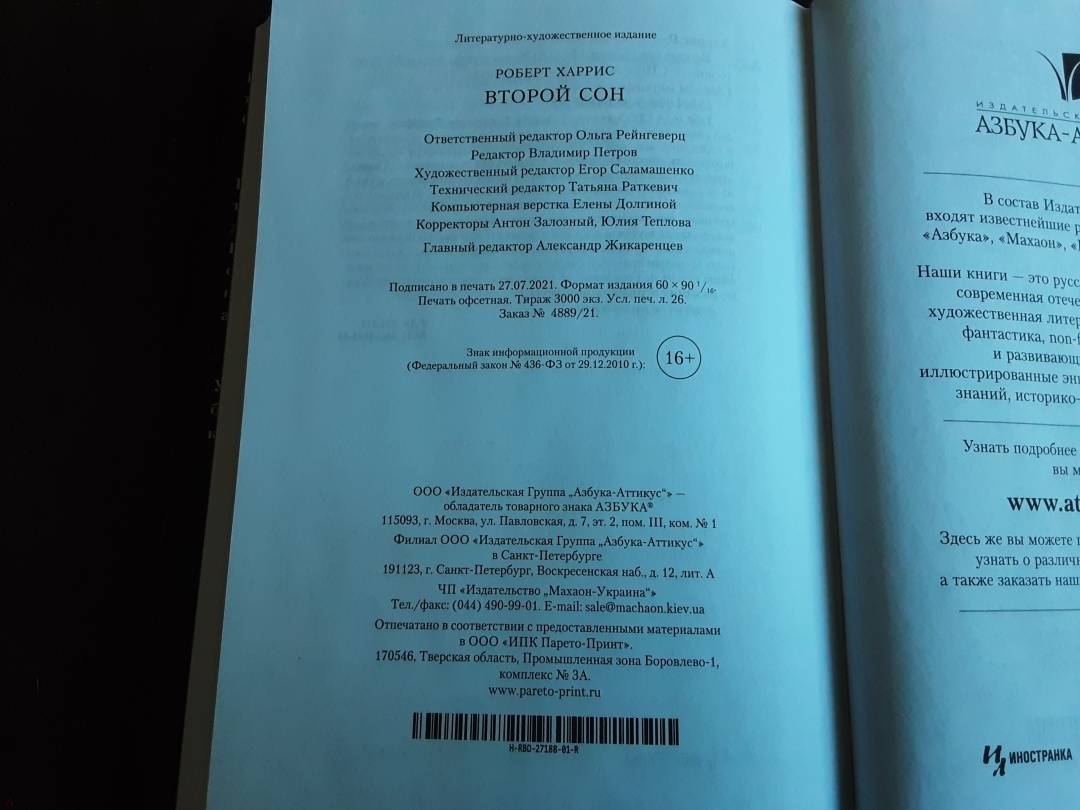 Литературно-художественное издание
РОБЕРТ ХАРРИС
ВТОРОЙ СОН
Ответственный редактор Ольга Рейнгеверц
Редактор Владимир Петров
Художественный редактор Егор Саламашенко
Технический редактор Татьяна Раткевич
Компьютерная верстка Елены Долгиной
Корректоры Антон Залозный, Юлия Теплова
Главный редактор Александр Жикаренцев
Подписано в печать 27.07.2021. Формат издания 60 × 90 1/16.
Печать офсетная. Тираж 3000 экз. Усл. печ. л. 26.
Заказ № 4889/21.
Знак информационной продукции
(Федеральный закон № 436-ФЗ от 29.12.2010 г.):
16+
ООО «Издательская Группа „Азбука-Аттикус“» —
обладатель товарного знака АЗБУКА®
115093, г. Москва, ул. Павловская, д. 7, эт. 2, пом. III, ком. № 1
Филиал ООО «Издательская Группа „Азбука-Аттикус“»
в Санкт-Петербурге
191123, г. Санкт-Петербург, Воскресенская наб., д. 12, лит. А
ЧП «Издательство „Махаон-Украина“»
Тел./факс: (044) 490-99-01. E-mail: sale@machaon.kiev.ua
Отпечатано в соответствии с предоставленными материалами
в ООО «ИПК Парето-Принт».
170546, Тверская область, Промышленная зона Боровлево-1,
комплекс № 3А.
www.pareto-print.ru
H-RBO-27188-01-R
ИЗДАТЕЛЬСК
АЗБУКА-А
В состав Издат
входят известнейшие р
«Азбука», «Махаон», «
Наши книги — это русс
современная отече
художественная литер
фантастика, non-f
и развивающ
иллюстрированные эн
знаний, историко-
Узнать подробнее
вы м
www.at
Здесь же вы можете п
узнать о различн
а также заказать наш
ИЛ ИНОСТРАНКА